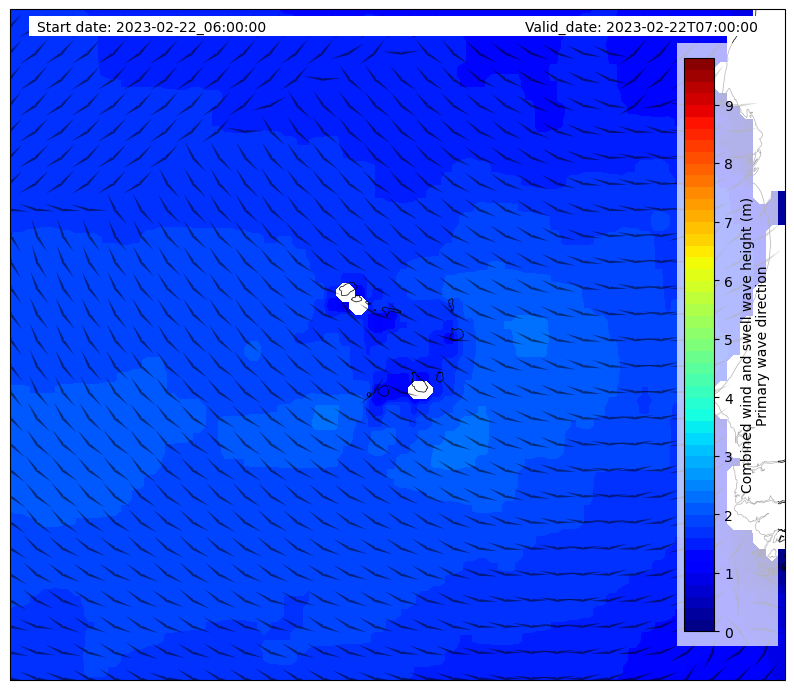 Start date: 2023-02-22_06:00:00
Valid_date: 2023-02-22T07:00:00
9
8
7
6
5
4
3
2
1
0
Combined wind and swell wave height (m)
Primary wave direction